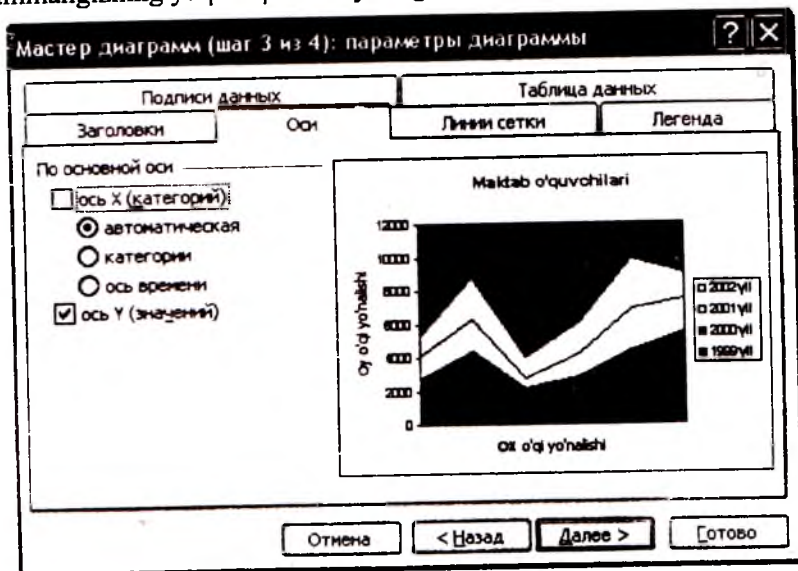 Мастер диаграмм (шаг 3 из 4): параметры диаграммы
Подписи данных
Таблица данных
Заголовки
Оси
Линии сетки
Легенда
По основной оси
ось X (категорий)
автоматическая
категории
ось времени
ось Y (значений)
Maktab o'quvchilari
12000
10000
8000
6000
4000
2000
0
Oy o'qi yo'nalishi
OX o'qi yo'nalishi
2002 yil
2001 yil
2000 yil
1999 yil
Отмена
< Назад
Далее >
Готово